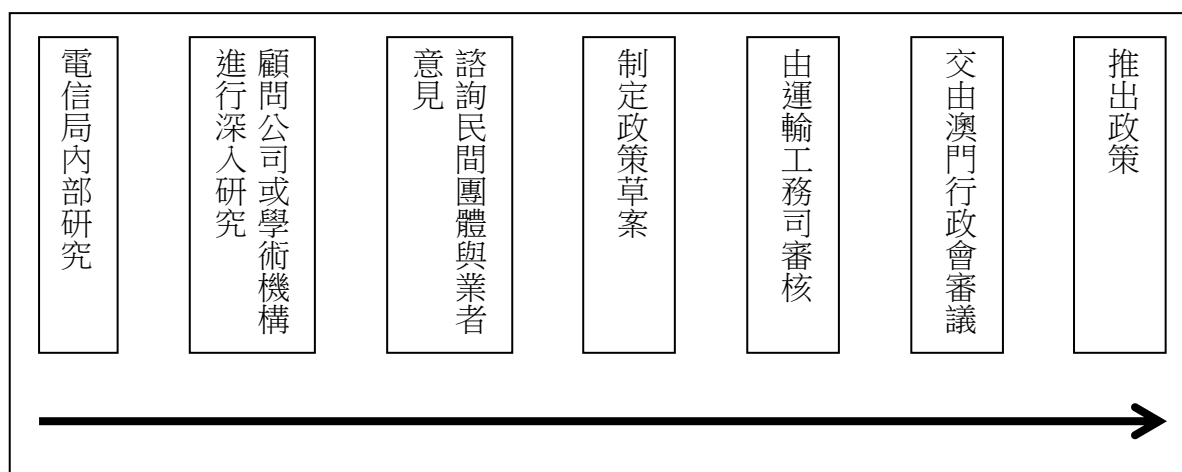 電信局內部研究
顧問公司或學術機構
進行深入研究
諮詢民間團體與業者
意見
制定政策草案
由運輸工務司審核
交由澳門行政會審議
推出政策